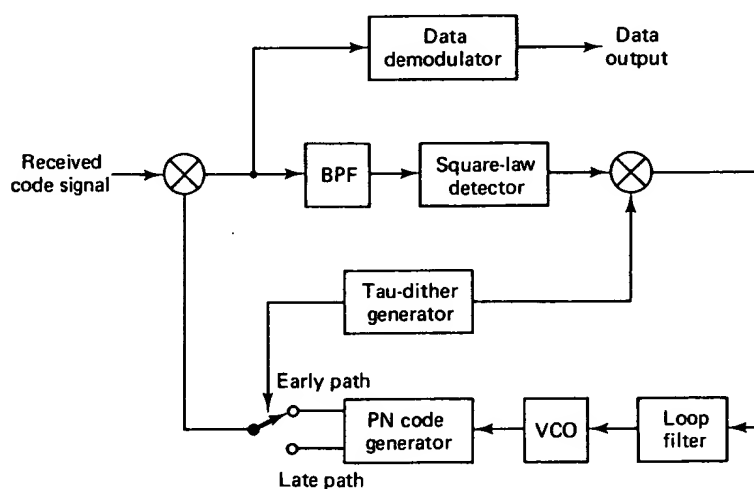 Data
demodulator
Data
output
Received
code signal
BPF
Square-law
detector
Tau-dither
generator
Early path
PN code
generator
VCO
Loop
filter
Late path